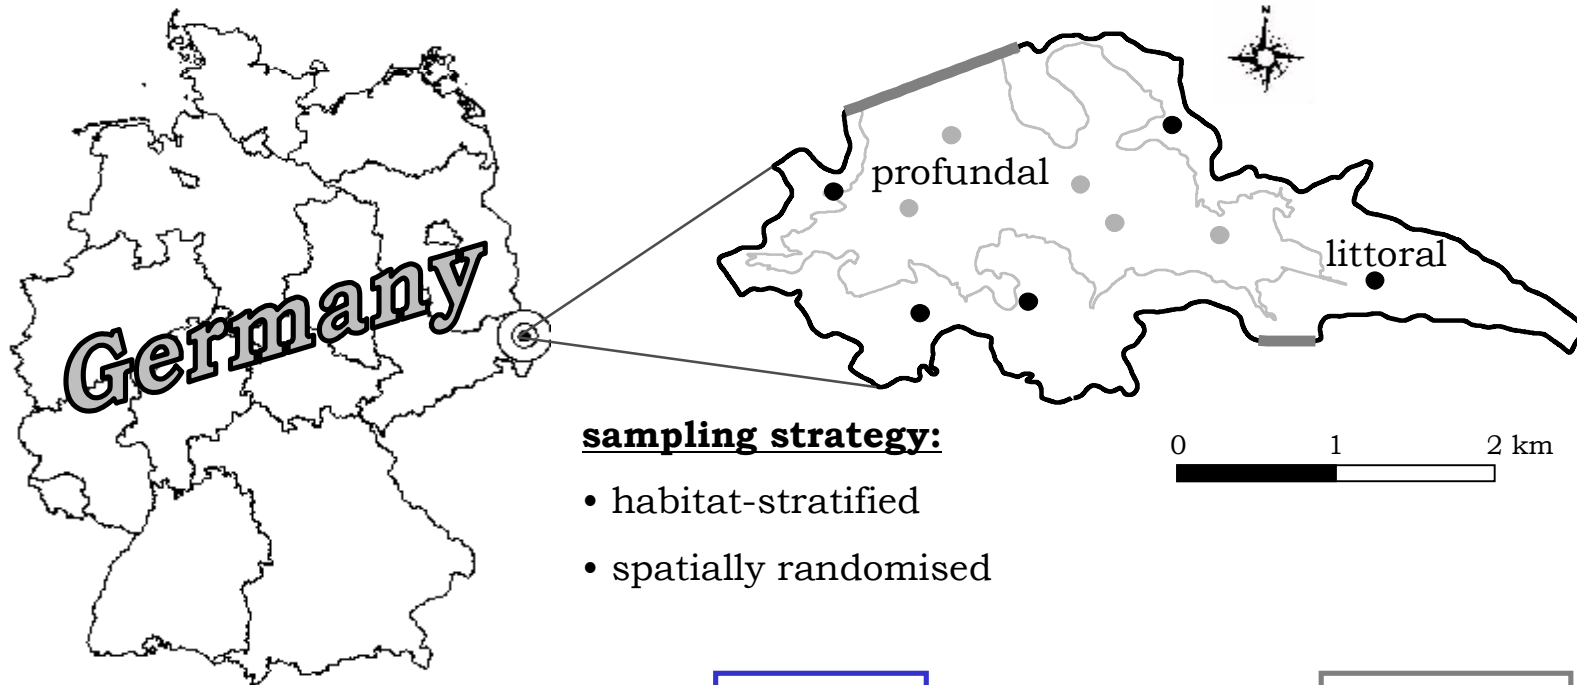 N
profundal
littoral
Germany
sampling strategy:
• habitat-stratified
• spatially randomised
0 1 2 km